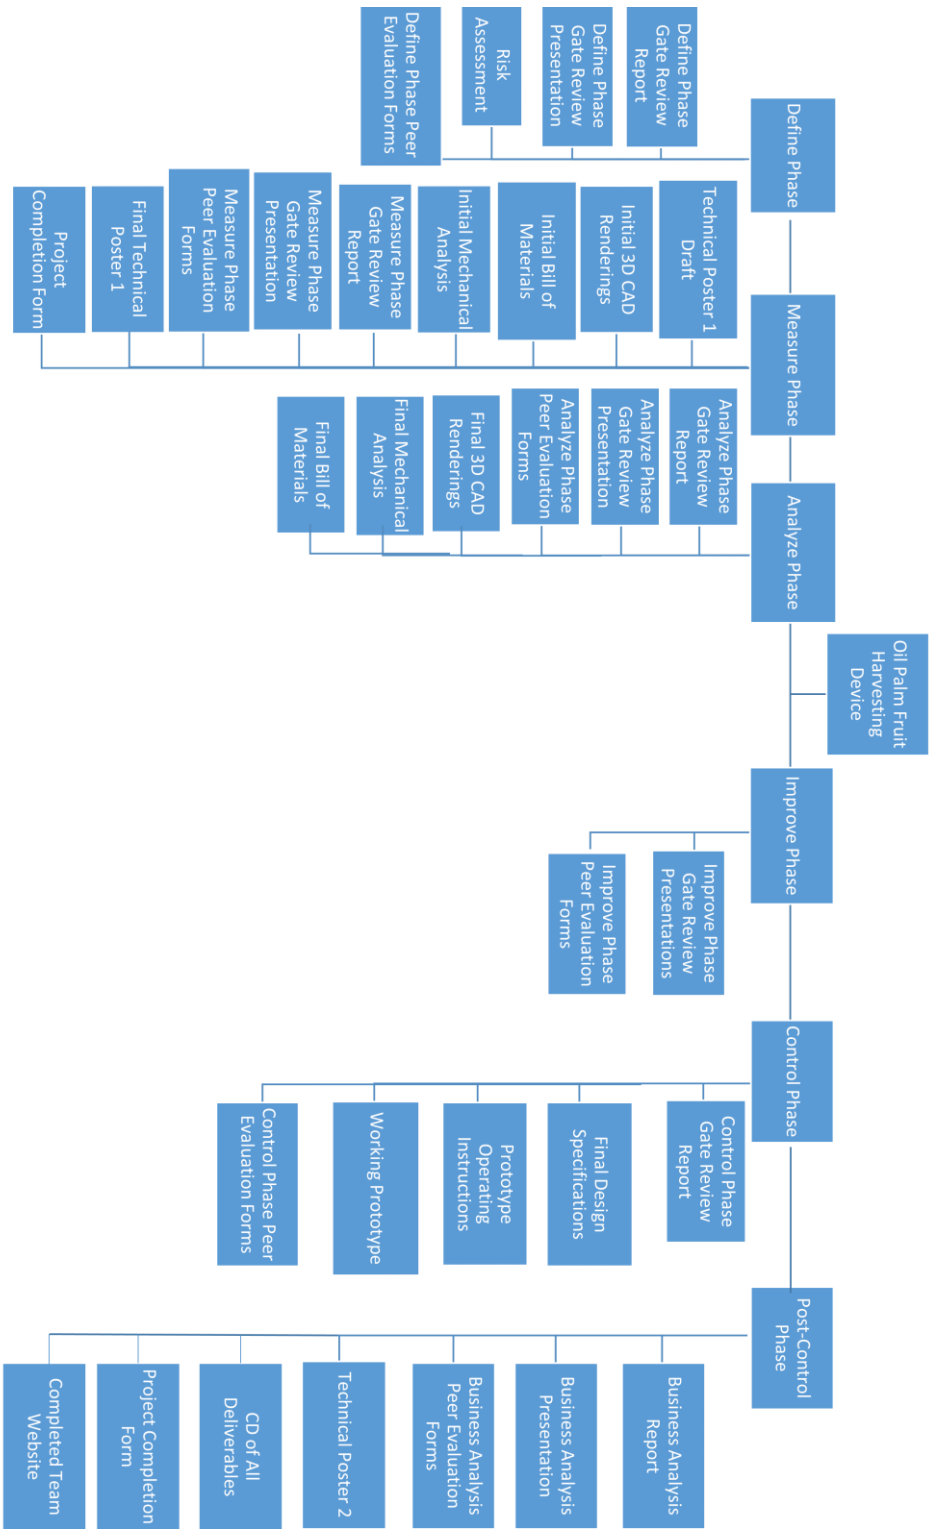 Oil Palm Fruit
Harvesting
Device
Define Phase
Define Phase
Gate Review
Report
Define Phase
Gate Review
Presentation
Risk
Assessment
Define Phase Peer
Evaluation Forms
Measure Phase
Technical Poster 1
Draft
Initial 3D CAD
Renderings
Initial Bill of
Materials
Initial Mechanical
Analysis
Measure Phase
Gate Review
Report
Measure Phase
Gate Review
Presentation
Measure Phase
Peer Evaluation
Forms
Final Technical
Poster 1
Project
Completion Form
Analyze Phase
Analyze Phase
Gate Review
Report
Analyze Phase
Gate Review
Presentation
Analyze Phase
Peer Evaluation
Forms
Final 3D CAD
Renderings
Final Mechanical
Analysis
Final Bill of
Materials
Improve Phase
Improve Phase
Gate Review
Presentations
Improve Phase
Peer Evaluation
Forms
Control Phase
Control Phase
Gate Review
Report
Final Design
Specifications
Prototype
Operating
Instructions
Working Prototype
Control Phase Peer
Evaluation Forms
Post-Control
Phase
Business Analysis
Report
Business Analysis
Presentation
Business Analysis
Peer Evaluation
Forms
Technical Poster 2
CD of All
Deliverables
Project Completion
Form
Completed Team
Website